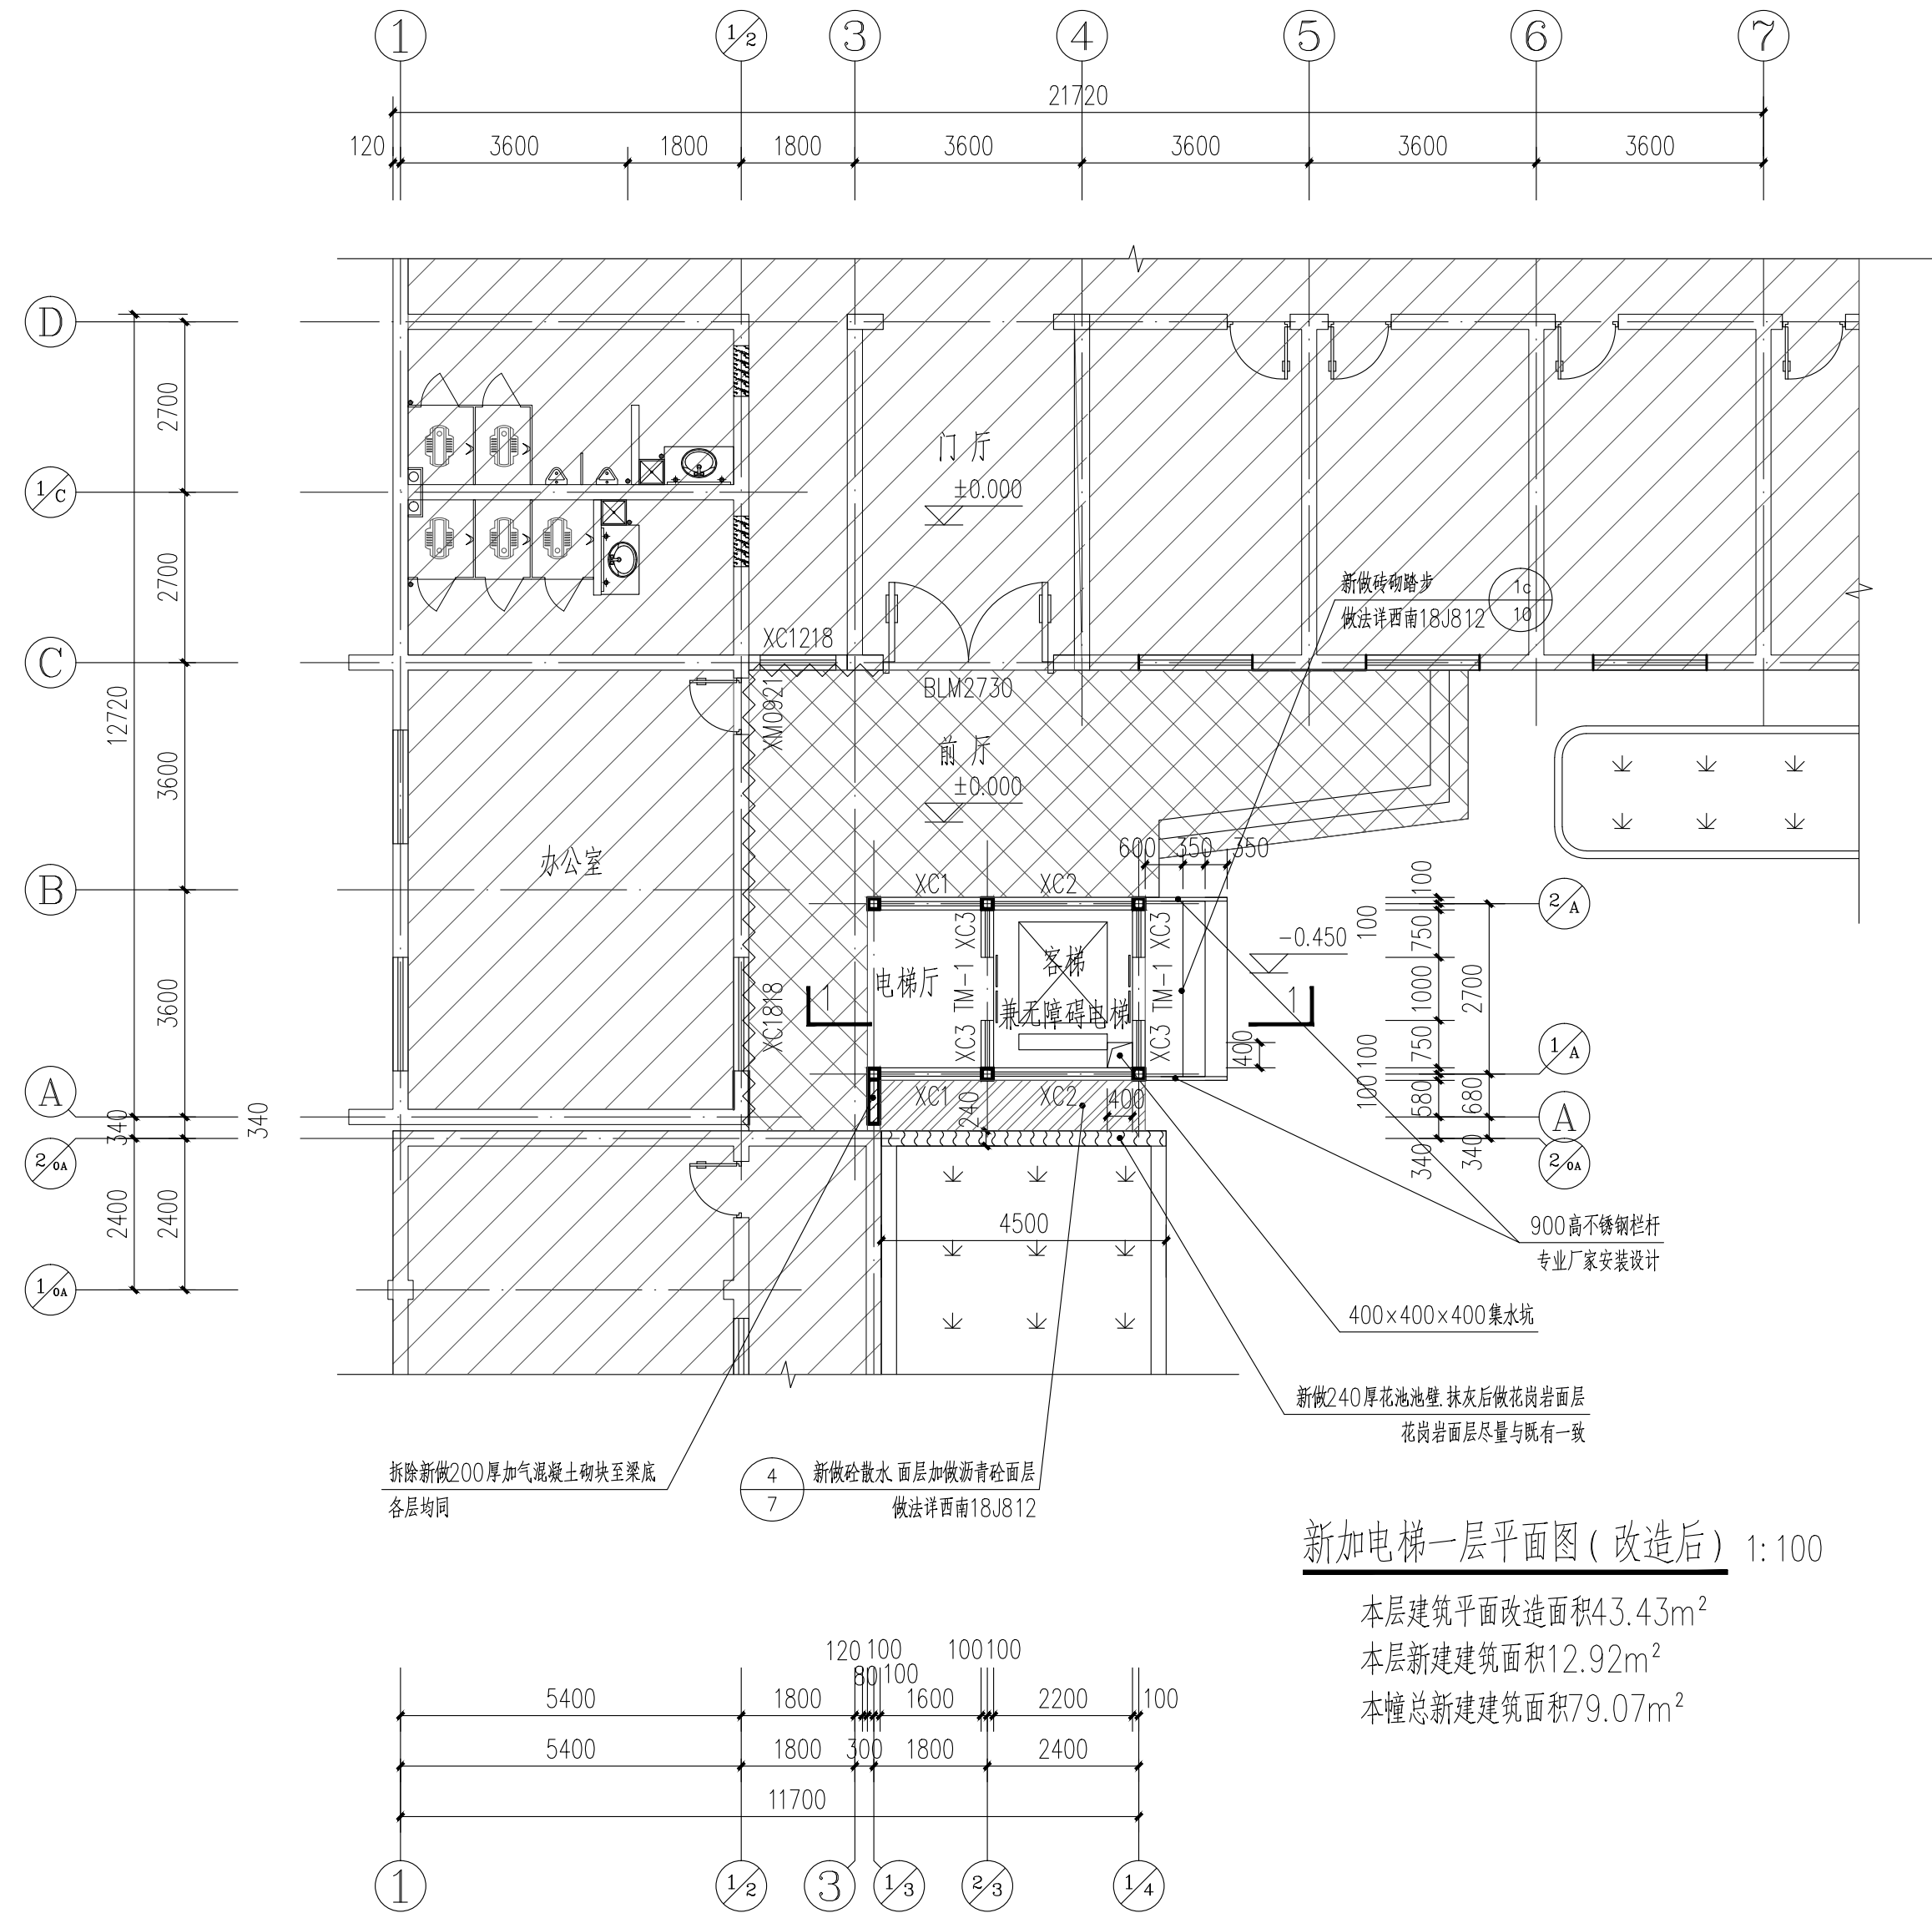 1 1/2 3 4 5 6 7
21720
120 3600 1800 1800 3600 3600 3600 3600
D
2700
1/C
2700
C
12720
3600
B
3600
A
340 340
2/0A
2400 2400
1/0A
门厅
±0.000
新做砖砌踏步
做法详西南18J812
1c
10
XC1218
XM0921
BLM2730
前厅
±0.000
办公室
600 350 350
XC1 XC2
XC3 XC3
-0.450
电梯厅
TM-1
客梯
兼无障碍电梯
TM-1
1 1
XC1818
XC3 XC3
400
XC1 XC2
240
400
4500
100
100 750
1000 2700
750
100 100
580 680
340 340
2/A
1/A
A
2/0A
900高不锈钢栏杆
专业厂家安装设计
400×400×400集水坑
新做240厚花池池壁,抹灰后做花岗岩面层
花岗岩面层尽量与既有一致
拆除新做200厚加气混凝土砌块至梁底
各层均同
4
7
新做砼散水 面层加做沥青砼面层
做法详西南18J812
新加电梯一层平面图(改造后) 1:100
本层建筑平面改造面积43.43m²
本层新建建筑面积12.92m²
本幢总新建建筑面积79.07m²
120 100 100 100
80 100
5400 1800 1600 2200 100
5400 1800 300 1800 2400
11700
1 1/2 3 1/3 2/3 1/4
340